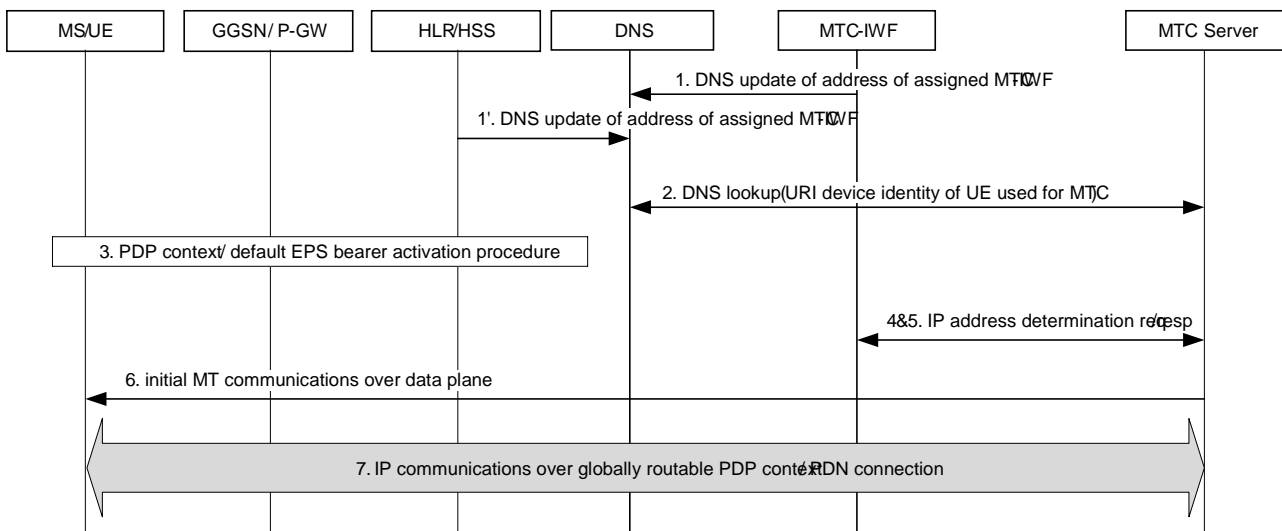 MS/UE
GGSN/ P-GW
HLR/HSS
DNS
MTC-IWF
MTC Server
1. DNS update of address of assigned MTC-IWF
1'. DNS update of address of assigned MTC-IWF
2. DNS lookup(URI device identity of UE used for MTC)
3. PDP context/ default EPS bearer activation procedure
4&5. IP address determination req/resp
6. initial MT communications over data plane
7. IP communications over globally routable PDP context/ PDN connection